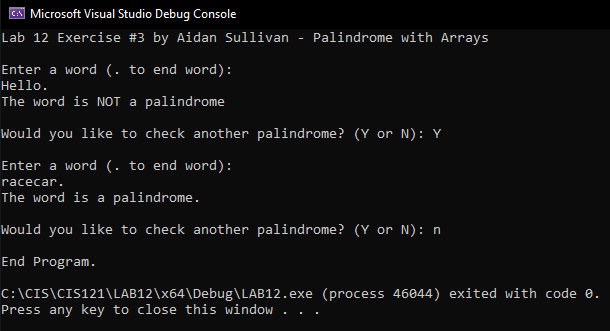 Microsoft Visual Studio Debug Console
Lab 12 Exercise #3 by Aidan Sullivan - Palindrome with Arrays
Enter a word (. to end word):
Hello.
The word is NOT a palindrome
Would you like to check another palindrome? (Y or N): Y
Enter a word (. to end word):
racecar.
The word is a palindrome.
Would you like to check another palindrome? (Y or N): n
End Program.
C:\CIS\CIS121\LAB12\x64\Debug\LAB12.exe (process 46044) exited with code 0.
Press any key to close this window . . .